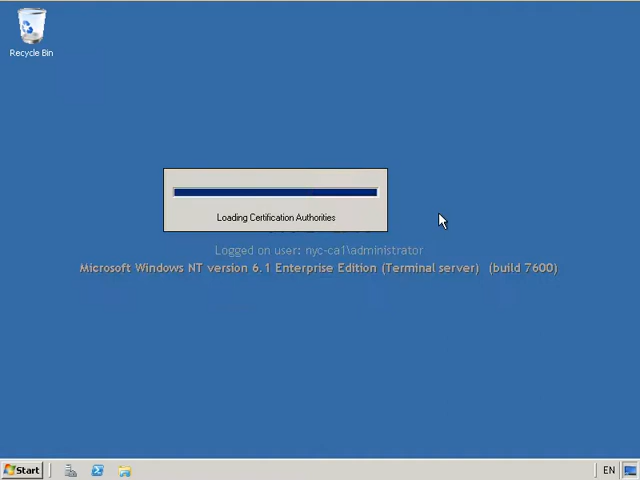 Recycle Bin
Loading Certification Authorities
Logged on user: nyc-ca1\administrator
Microsoft Windows NT version 6.1 Enterprise Edition (Terminal server) (build 7600)
Start
EN